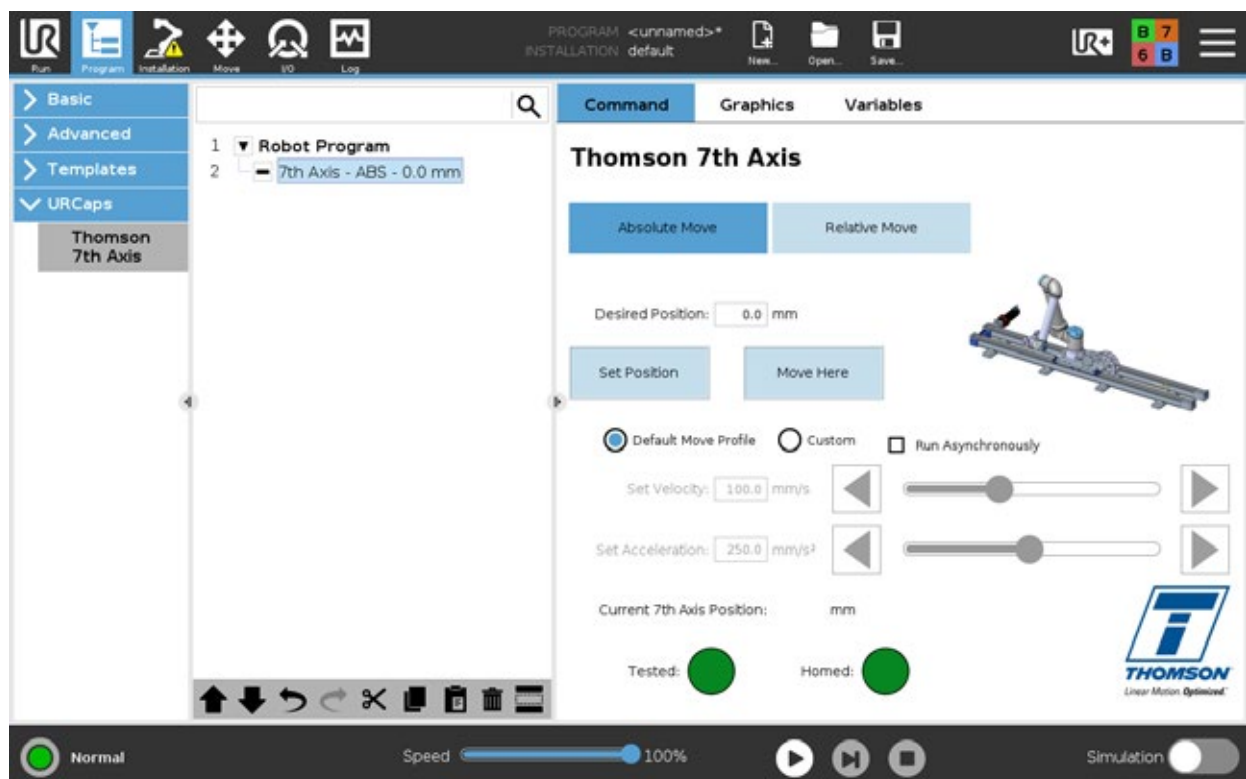 UR
PROGRAM <unnamed>*
INSTALLATION default
UR+
B 7
6 B
Run Program Installation Move I/O Log New... Open... Save...
Basic
Advanced
Templates
URCaps
Thomson
7th Axis
1 Robot Program
2 7th Axis - ABS - 0.0 mm
Command Graphics Variables
Thomson 7th Axis
Absolute Move Relative Move
Desired Position: 0.0 mm
Set Position Move Here
Default Move Profile Custom Run Asynchronously
Set Velocity: 100.0 mm/s
Set Acceleration: 250.0 mm/s²
Current 7th Axis Position: mm
Tested: Homed:
THOMSON
Linear Motion. Optimized.
Normal Speed 100% Simulation